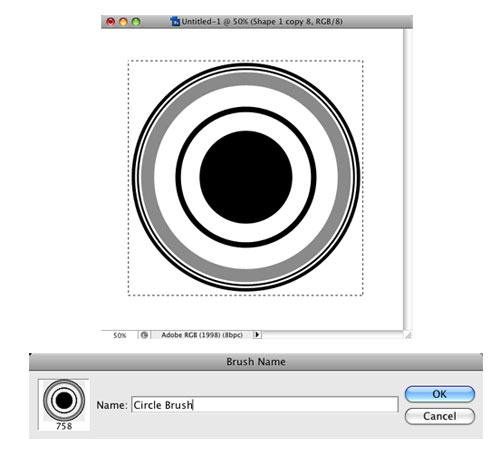 Untitled-1 @ 50% (Shape 1 copy 8, RGB/8)
50% Adobe RGB (1998) (8bpc)
Brush Name
Name: Circle Brush
OK
Cancel
758